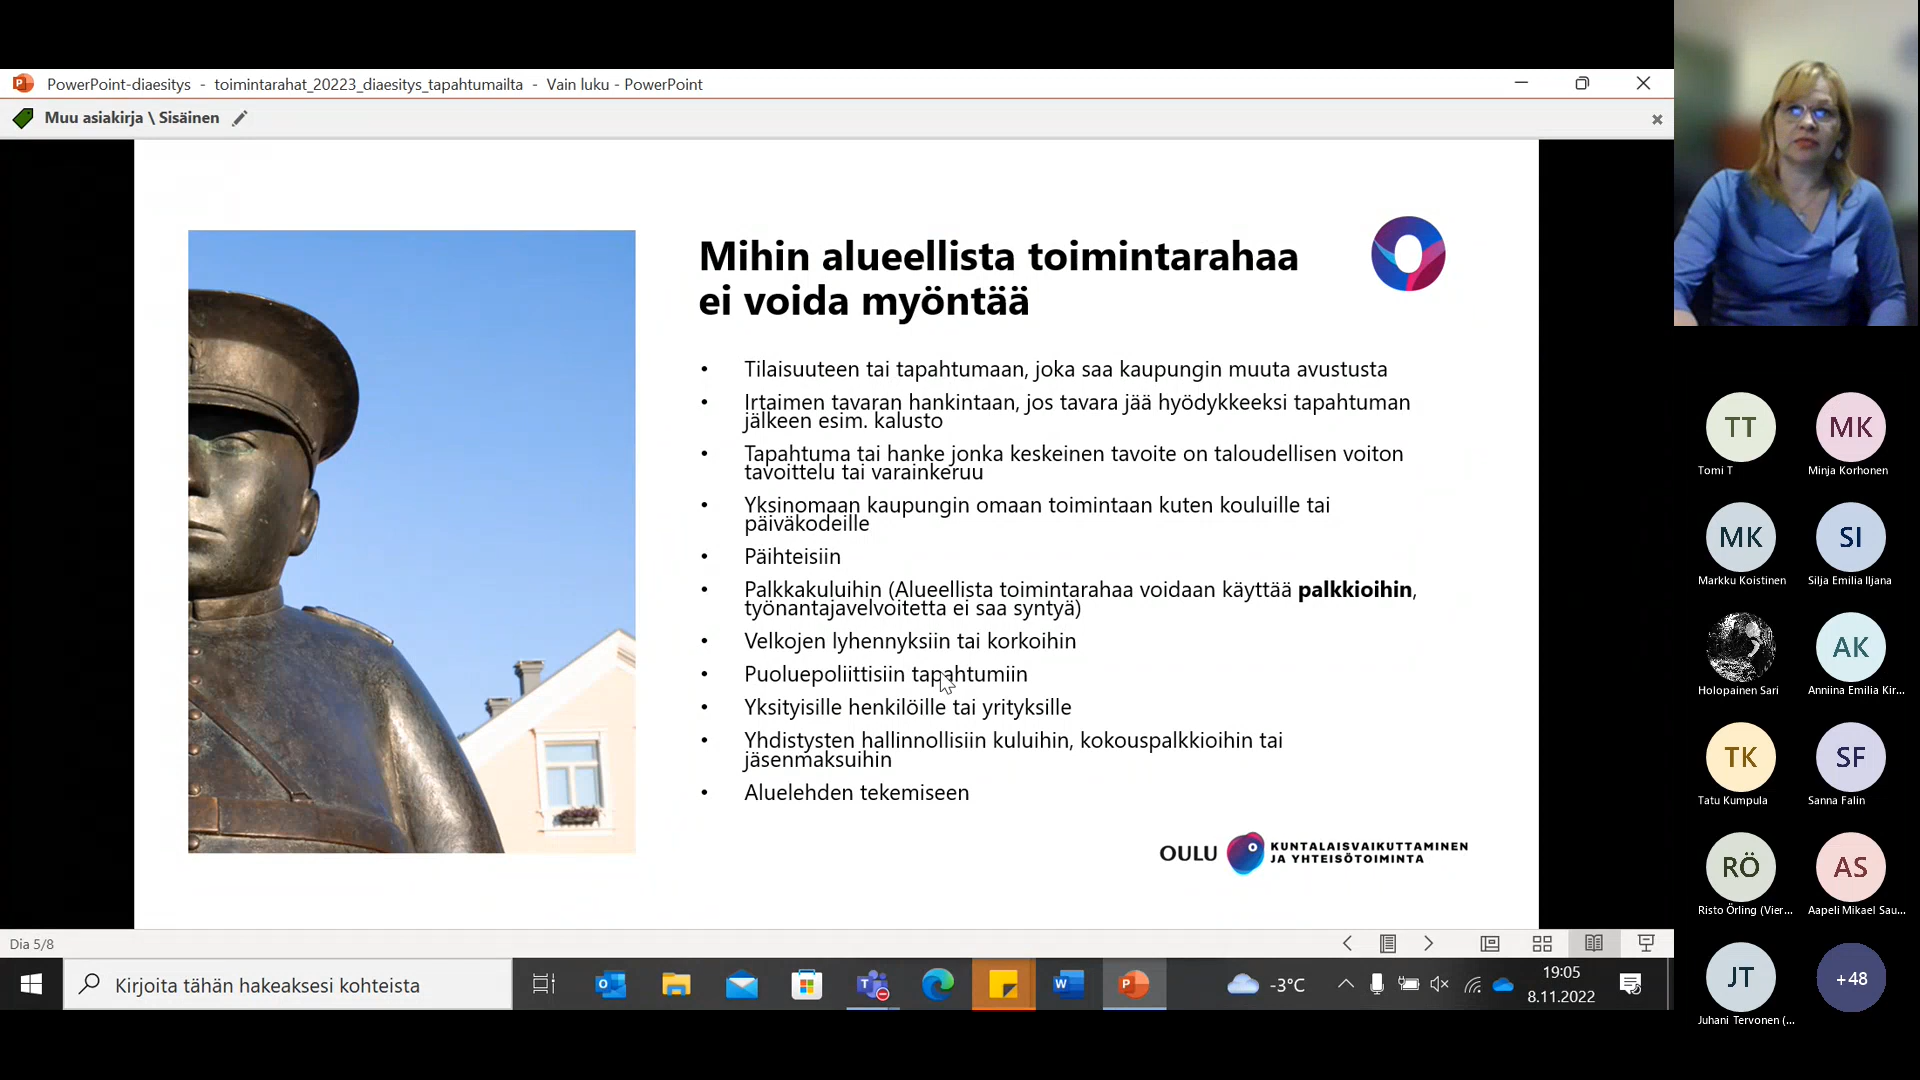 PowerPoint-diaesitys - toimintarahat_20223_diaesitys_tapahtumailta - Vain luku - PowerPoint
Muu asiakirja \ Sisäinen
Mihin alueellista toimintarahaa
ei voida myöntää
• Tilaisuuteen tai tapahtumaan, joka saa kaupungin muuta avustusta
• Irtaimen tavaran hankintaan, jos tavara jää hyödykkeeksi tapahtuman
jälkeen esim. kalusto
• Tapahtuma tai hanke jonka keskeinen tavoite on taloudellisen voiton
tavoittelu tai varainkeruu
• Yksinomaan kaupungin omaan toimintaan kuten kouluille tai
päiväkodeille
• Päihteisiin
• Palkkakuluihin (Alueellista toimintarahaa voidaan käyttää palkkioihin,
työnantajavelvoitetta ei saa syntyä)
• Velkojen lyhennyksiin tai korkoihin
• Puoluepoliittisiin tapahtumiin
• Yksityisille henkilöille tai yrityksille
• Yhdistysten hallinnollisiin kuluihin, kokouspalkkioihin tai
jäsenmaksuihin
• Aluelehden tekemiseen
OULU
KUNTALAISVAIKUTTAMINEN
JA YHTEISÖTOIMINTA
Dia 5/8
Kirjoita tähän hakeaksesi kohteista
-3°C
19:05
8.11.2022
TT
Tomi T
MK
Minja Korhonen
MK
Markku Koistinen
SI
Silja Emilia Iljana
Holopainen Sari
AK
Anniina Emilia Kir...
TK
Tatu Kumpula
SF
Sanna Falin
RÖ
Risto Örling (Vier...
AS
Aapeli Mikael Sau...
JT
Juhani Tervonen (...
+48